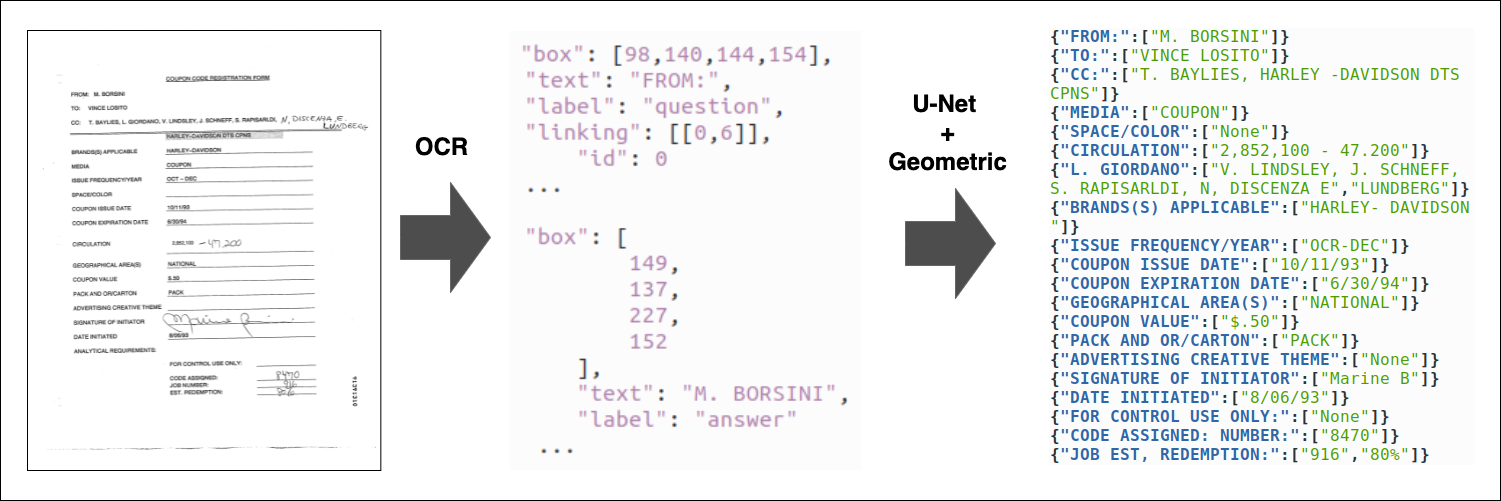 COUPON CODE REGISTRATION FORM
FROM: M. BORSINI
TO: VINCE LOSITO
CC: T. BAYLIES, L. GIORDANO, V. LINDSLEY, J. SCHNEFF, S. RAPISARLDI, N, DISCENZA, E.
LUNDBERG
HARLEY-DAVIDSON DTS CPNS
BRANDS(S) APPLICABLE HARLEY-DAVIDSON
MEDIA COUPON
ISSUE FREQUENCY/YEAR OCT - DEC
SPACE/COLOR
COUPON ISSUE DATE 10/11/93
COUPON EXPIRATION DATE 6/30/94
CIRCULATION 2,852,100 - 47,200
GEOGRAPHICAL AREA(S) NATIONAL
COUPON VALUE $.50
PACK AND OR/CARTON PACK
ADVERTISING CREATIVE THEME
SIGNATURE OF INITIATOR
DATE INITIATED 8/06/93
ANALYTICAL REQUIREMENTS:
FOR CONTROL USE ONLY:
CODE ASSIGNED: 8470
JOB NUMBER: 916
EST. REDEMPTION:
OCR
"box": [98,140,144,154],
"text": "FROM:",
"label": "question",
"linking": [[0,6]],
"id": 0
...
"box": [
149,
137,
227,
152
],
"text": "M. BORSINI",
"label": "answer"
...
U-Net
+
Geometric
{"FROM:":["M. BORSINI"]}
{"TO:":["VINCE LOSITO"]}
{"CC:":["T. BAYLIES, HARLEY -DAVIDSON DTS
CPNS"]}
{"MEDIA":["COUPON"]}
{"SPACE/COLOR":["None"]}
{"CIRCULATION":["2,852,100 - 47.200"]}
{"L. GIORDANO":["V. LINDSLEY, J. SCHNEFF,
S. RAPISARLDI, N, DISCENZA E","LUNDBERG"]}
{"BRANDS(S) APPLICABLE":["HARLEY- DAVIDSON
"]}
{"ISSUE FREQUENCY/YEAR":["OCR-DEC"]}
{"COUPON ISSUE DATE":["10/11/93"]}
{"COUPON EXPIRATION DATE":["6/30/94"]}
{"GEOGRAPHICAL AREA(S)":["NATIONAL"]}
{"COUPON VALUE":["$.50"]}
{"PACK AND OR/CARTON":["PACK"]}
{"ADVERTISING CREATIVE THEME":["None"]}
{"SIGNATURE OF INITIATOR":["Marine B"]}
{"DATE INITIATED":["8/06/93"]}
{"FOR CONTROL USE ONLY:":["None"]}
{"CODE ASSIGNED: NUMBER:":["8470"]}
{"JOB EST, REDEMPTION:":["916","80%"]}